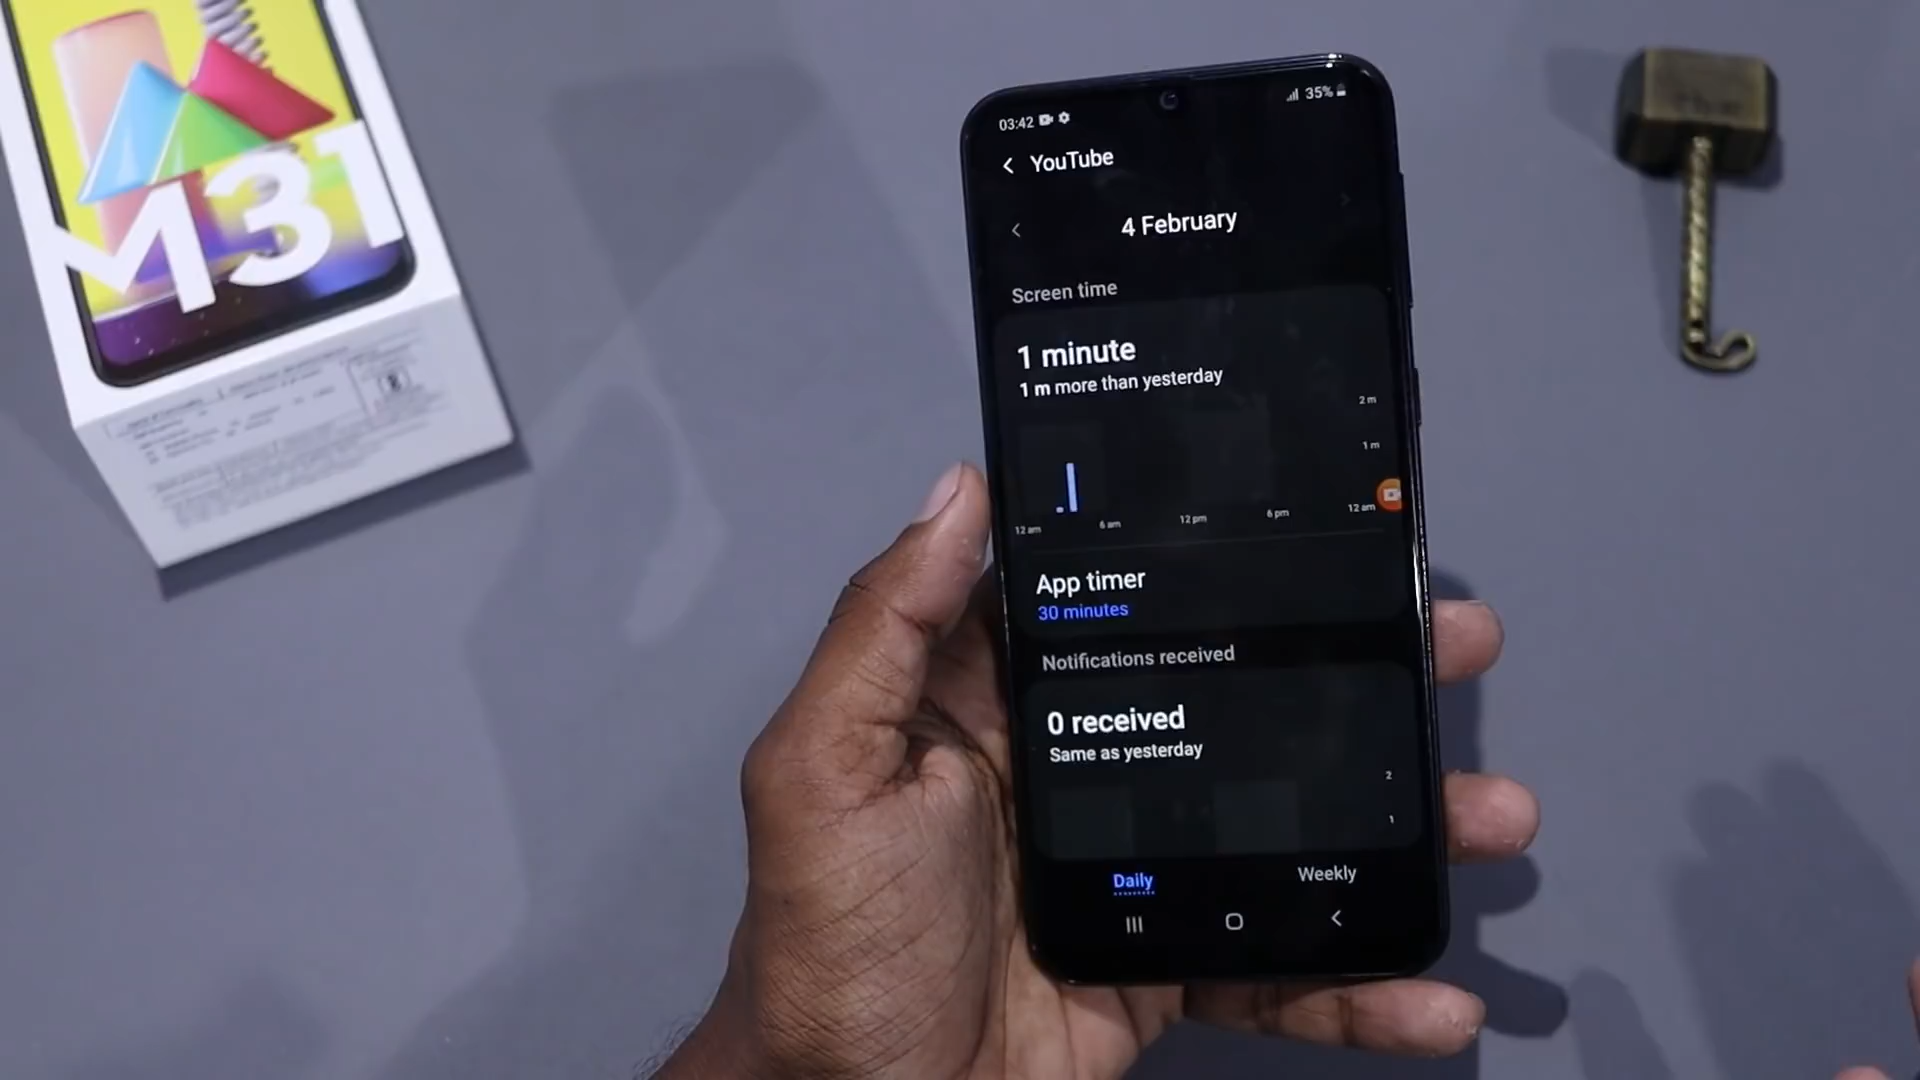 M31
03:42
35%
YouTube
4 February
Screen time
1 minute
1 m more than yesterday
2 m
1 m
12 am
6 am
12 pm
6 pm
12 am
App timer
30 minutes
Notifications received
0 received
Same as yesterday
2
1
Daily
Weekly